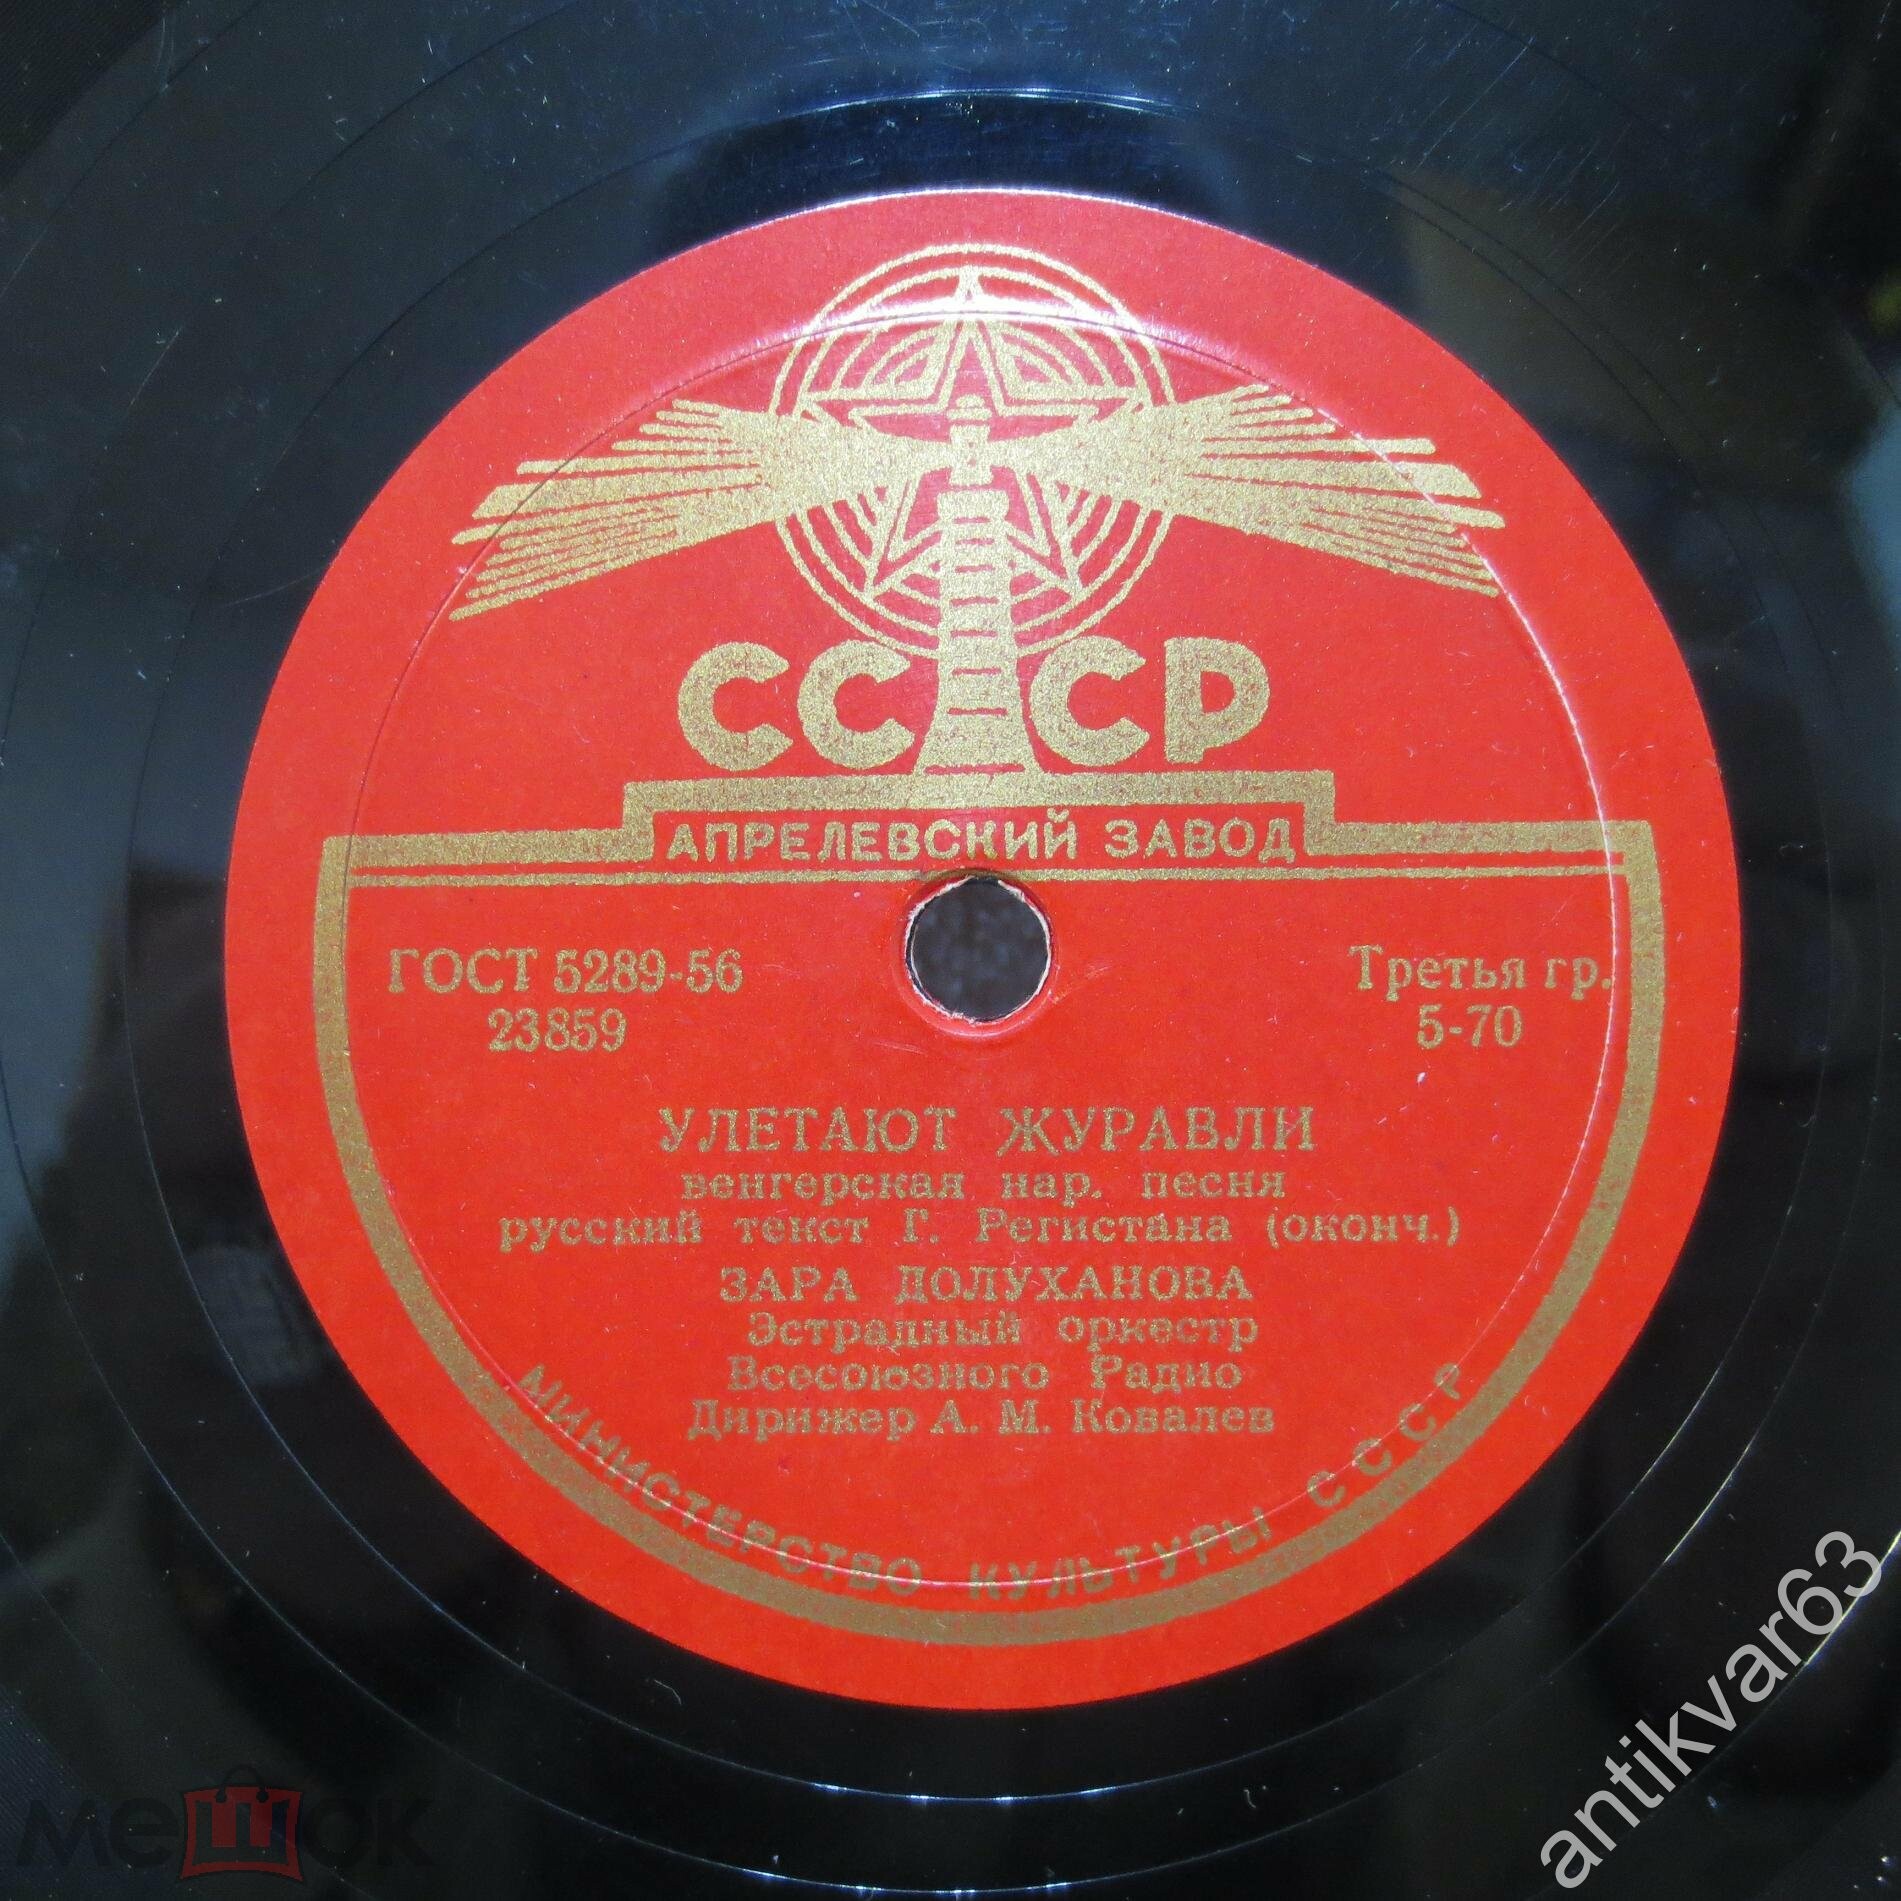 СССР
АПРЕЛЕВСКИЙ ЗАВОД
ГОСТ 5289-56
23859
Третья гр.
5-70
УЛЕТАЮТ ЖУРАВЛИ
венгерская нар. песня
русский текст Г. Регистана (оконч.)
ЗАРА ДОЛУХАНОВА
Эстрадный оркестр
Всесоюзного Радио
Дирижер А. М. Ковалев
МИНИСТЕРСТВО КУЛЬТУРЫ СССР
мешок
antikvar63